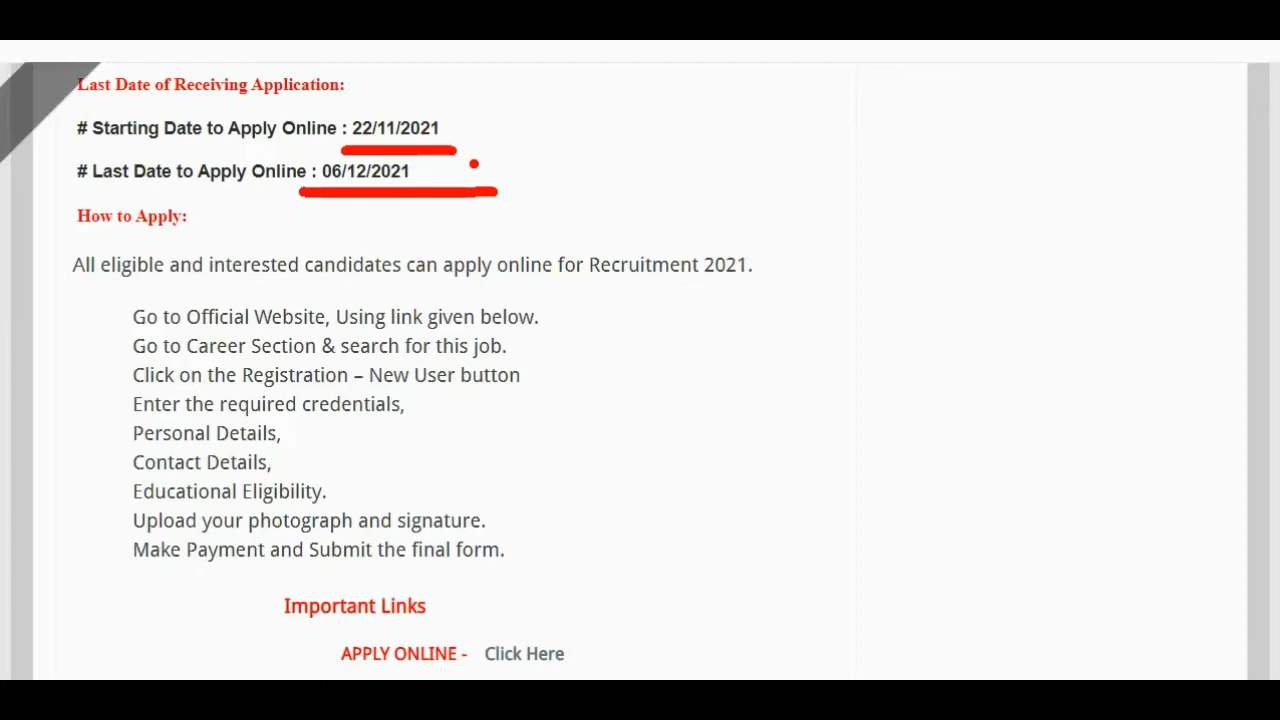 Last Date of Receiving Application:
# Starting Date to Apply Online : 22/11/2021
# Last Date to Apply Online : 06/12/2021
How to Apply:
All eligible and interested candidates can apply online for Recruitment 2021.
Go to Official Website, Using link given below.
Go to Career Section & search for this job.
Click on the Registration – New User button
Enter the required credentials,
Personal Details,
Contact Details,
Educational Eligibility.
Upload your photograph and signature.
Make Payment and Submit the final form.
Important Links
APPLY ONLINE - Click Here